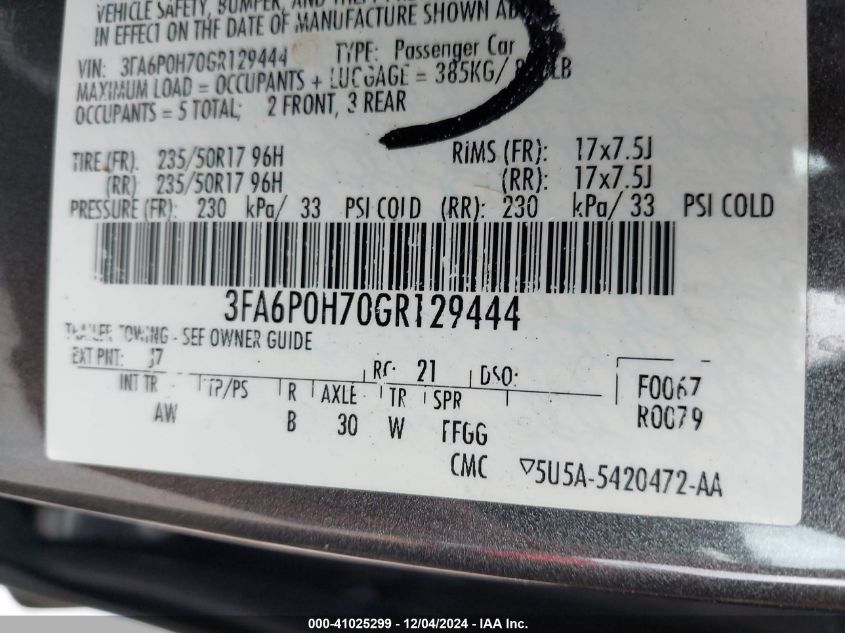 VEHICLE SAFETY, BUMPER, AND THEFT
IN EFFECT ON THE DATE OF MANUFACTURE SHOWN
VIN: 3FA6P0H70GR129444 TYPE: Passenger Car
MAXIMUM LOAD = OCCUPANTS + LUGGAGE = 385KG/ LB
OCCUPANTS = 5 TOTAL; 2 FRONT, 3 REAR
TIRE (FR): 235/50R17 96H RiMS (FR): 17x7.5J
(RR) 235/50R17 96H (RR): 17x7.5J
PRESSURE (FR): 230 kPa/ 33 PSI COLD (RR): 230 kPa/ 33 PSI COLD
3FA6P0H70GR129444
TRAILER TOWING - SEE OWNER GUIDE
EXT PNT: RC: 21 DSO:
INT TR TP/PS R AXLE TR SPR F0067
AW B 30 W FFGG R0079
CMC 5U5A-5420472-AA
000-41025299 - 12/04/2024 - IAA Inc.